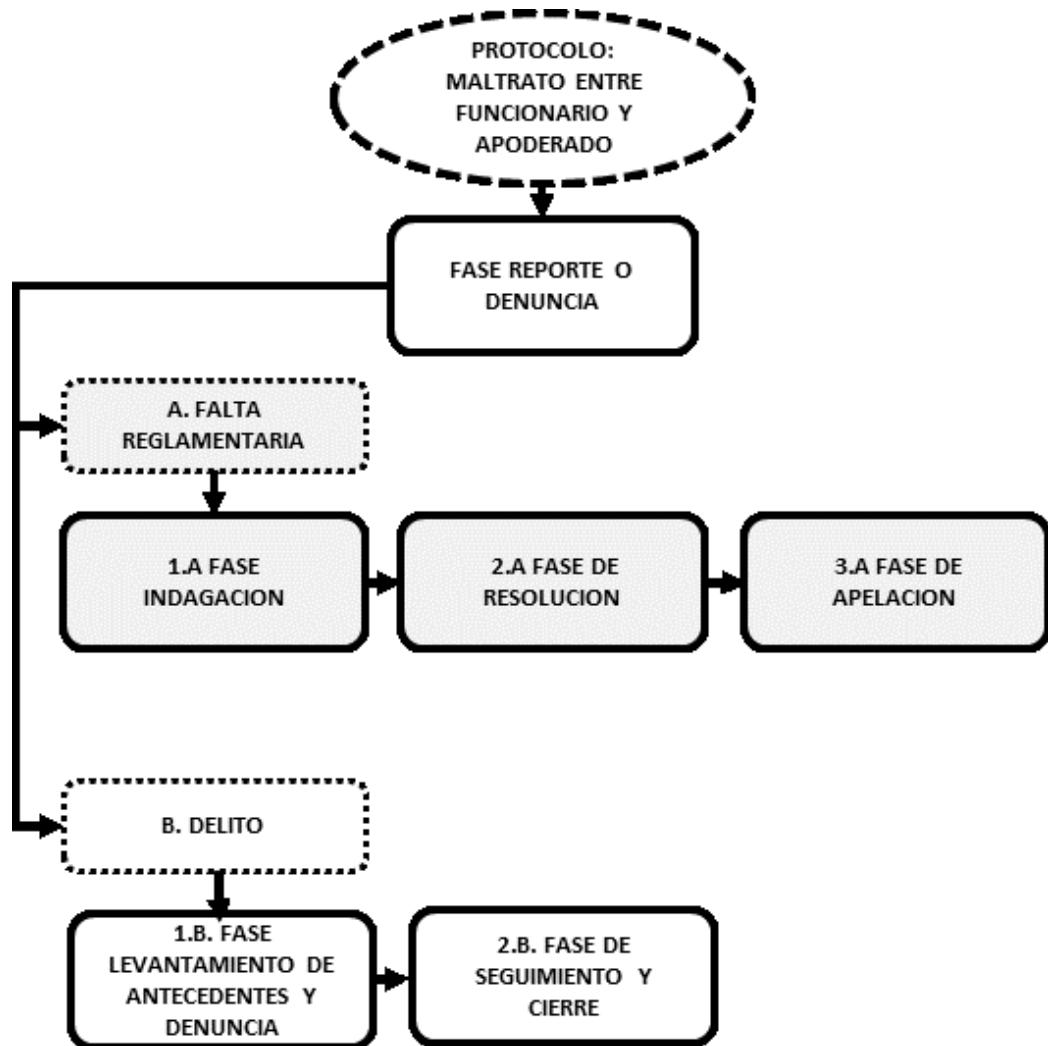 PROTOCOLO:
MALTRATO ENTRE
FUNCIONARIO Y
APODERADO
FASE REPORTE O
DENUNCIA
A. FALTA
REGLAMENTARIA
1.A FASE
INDAGACION
2.A FASE DE
RESOLUCION
3.A FASE DE
APELACION
B. DELITO
1.B. FASE
LEVANTAMIENTO DE
ANTECEDENTES Y
DENUNCIA
2.B. FASE DE
SEGUIMIENTO Y
CIERRE